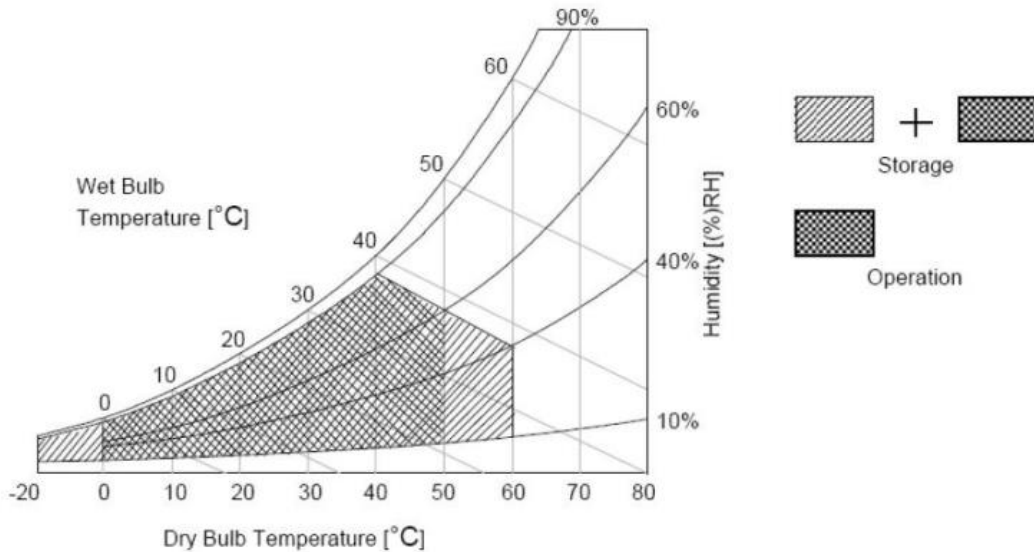 90%
60
60%
50
Wet Bulb
Temperature [°C]
40
40%
30
20
10
0
10%
Humidity [(%)RH]
-20 0 10 20 30 40 50 60 70 80
Dry Bulb Temperature [°C]
+
Storage
Operation